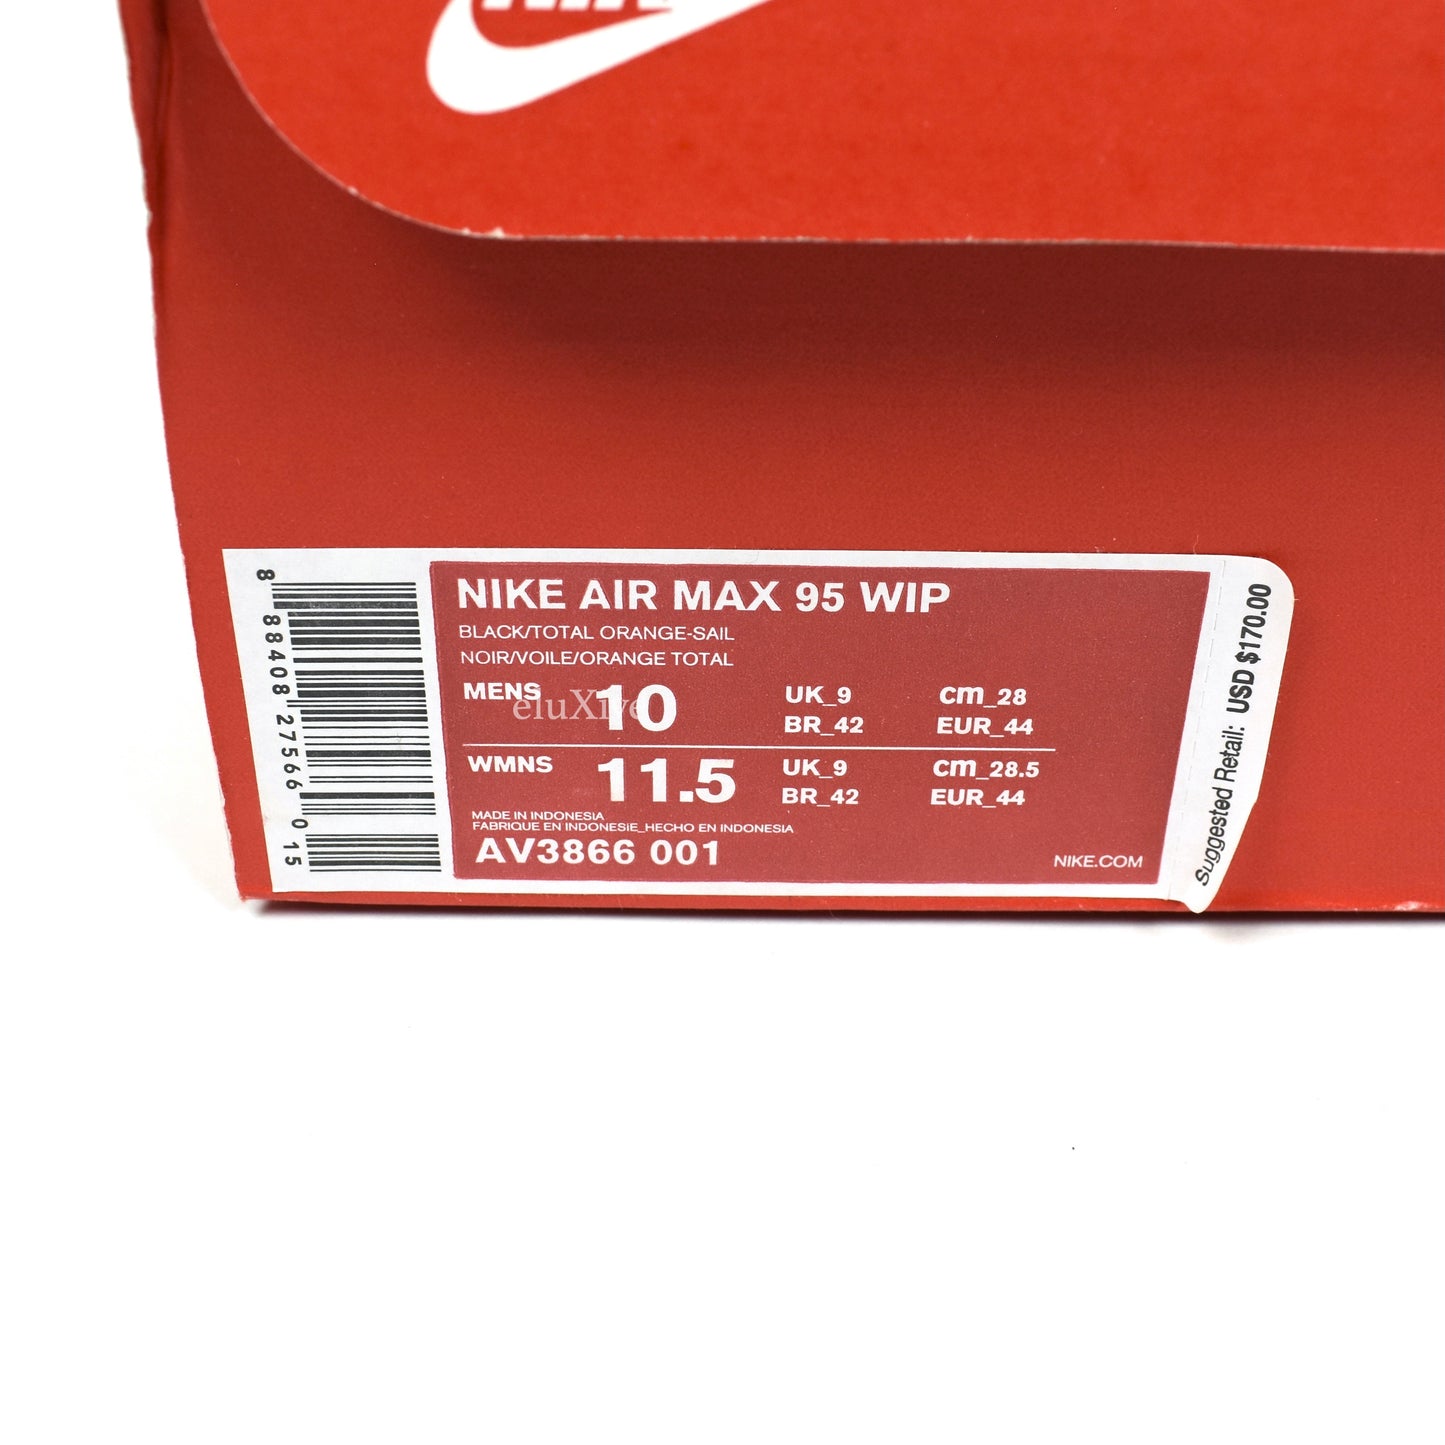 NIKE AIR MAX 95 WIP
BLACK/TOTAL ORANGE-SAIL
NOIR/VOILE/ORANGE TOTAL
MENS 10 UK_9 cm_28
BR_42 EUR_44
WMNS 11.5 UK_9 cm_28.5
BR_42 EUR_44
MADE IN INDONESIA
FABRIQUE EN INDONESIE_HECHO EN INDONESIA
AV3866 001 NIKE.COM
8 88408 27566 0 15
Suggested Retail: USD $170.00
eluXive